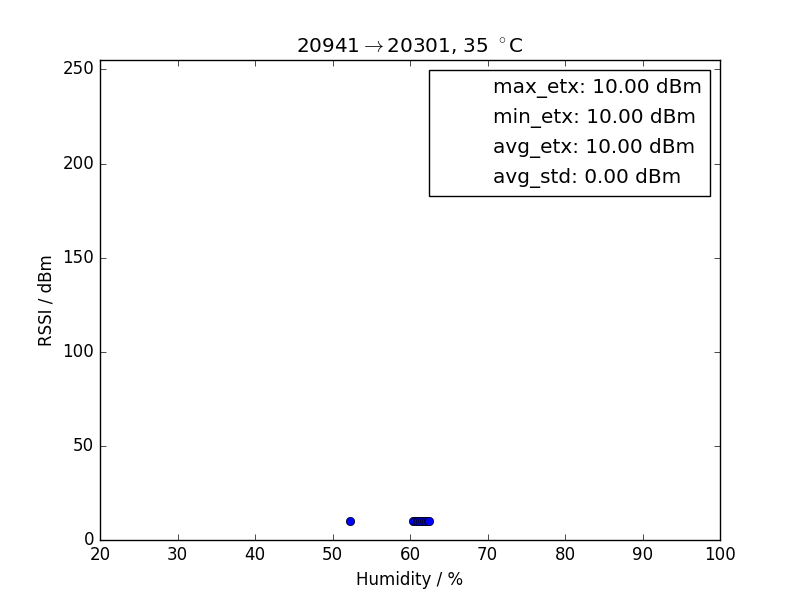 20941→20301, 35 °C
250
200
150
100
50
0
RSSI / dBm
max_etx: 10.00 dBm
min_etx: 10.00 dBm
avg_etx: 10.00 dBm
avg_std: 0.00 dBm
20 30 40 50 60 70 80 90 100
Humidity / %